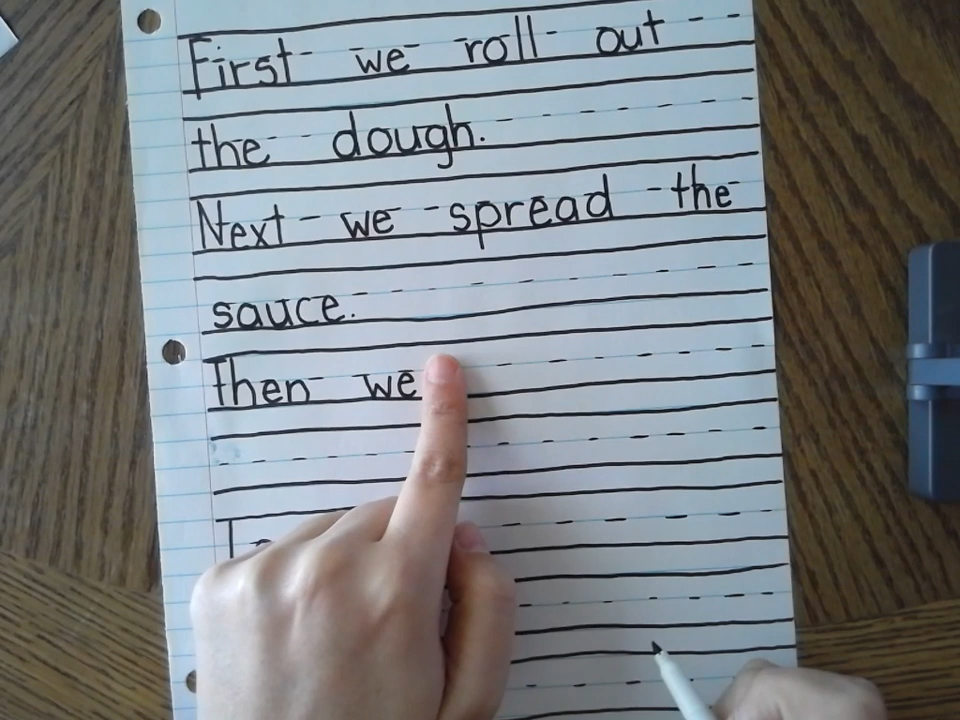 First we roll out
the dough.
Next we spread the
sauce.
Then we